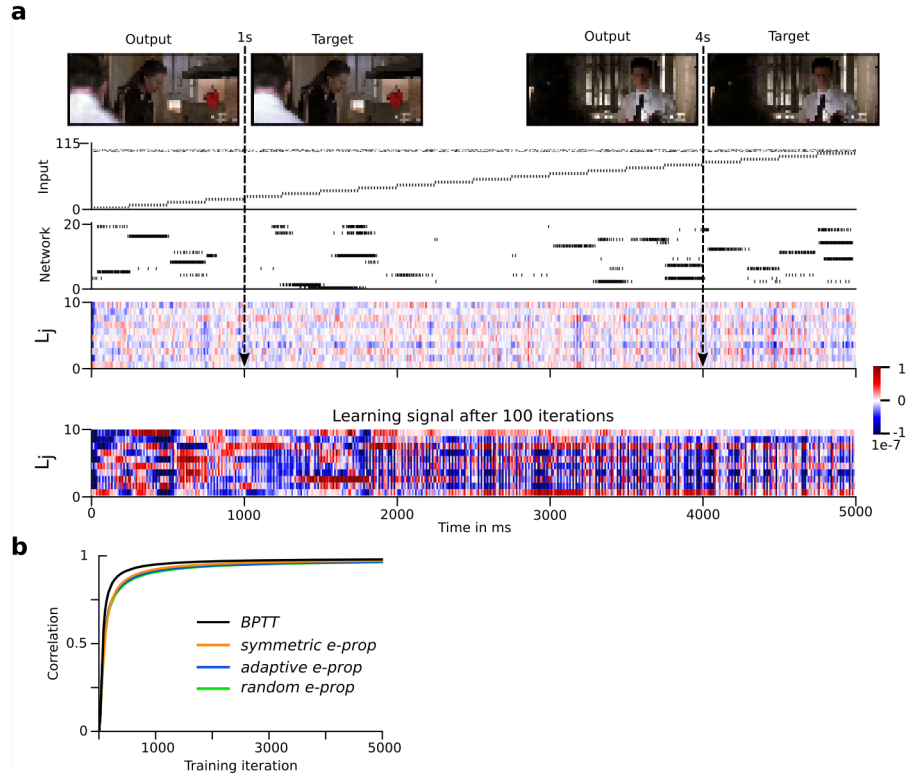 a
Output 1s Target
Output 4s Target
115
Input
0
20
Network
0
10
Lj
0
1
0
-1
1e-7
Learning signal after 100 iterations
10
Lj
0
0 1000 2000 3000 4000 5000
Time in ms
b
1
Correlation
0.5
0
BPTT
symmetric e-prop
adaptive e-prop
random e-prop
1000 3000 5000
Training iteration